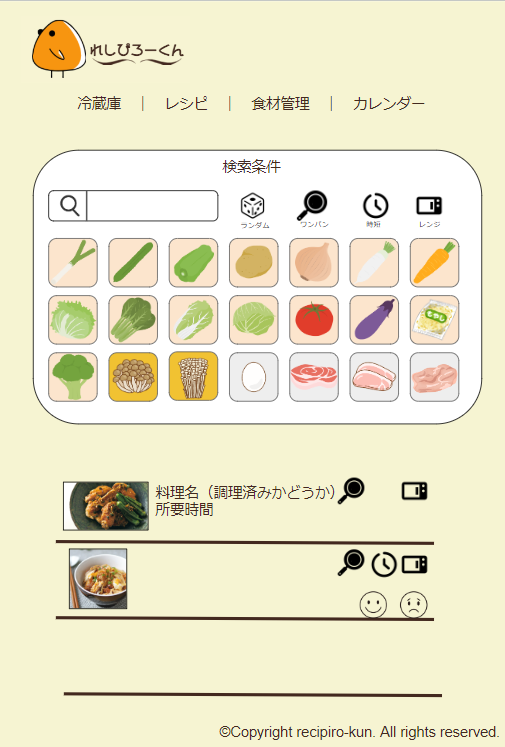 れしぴろーくん
冷蔵庫 | レシピ | 食材管理 | カレンダー
検索条件
ランダム ワンパン 時短 レンジ
もやし
料理名（調理済みかどうか）
所要時間
©Copyright recipiro-kun. All rights reserved.